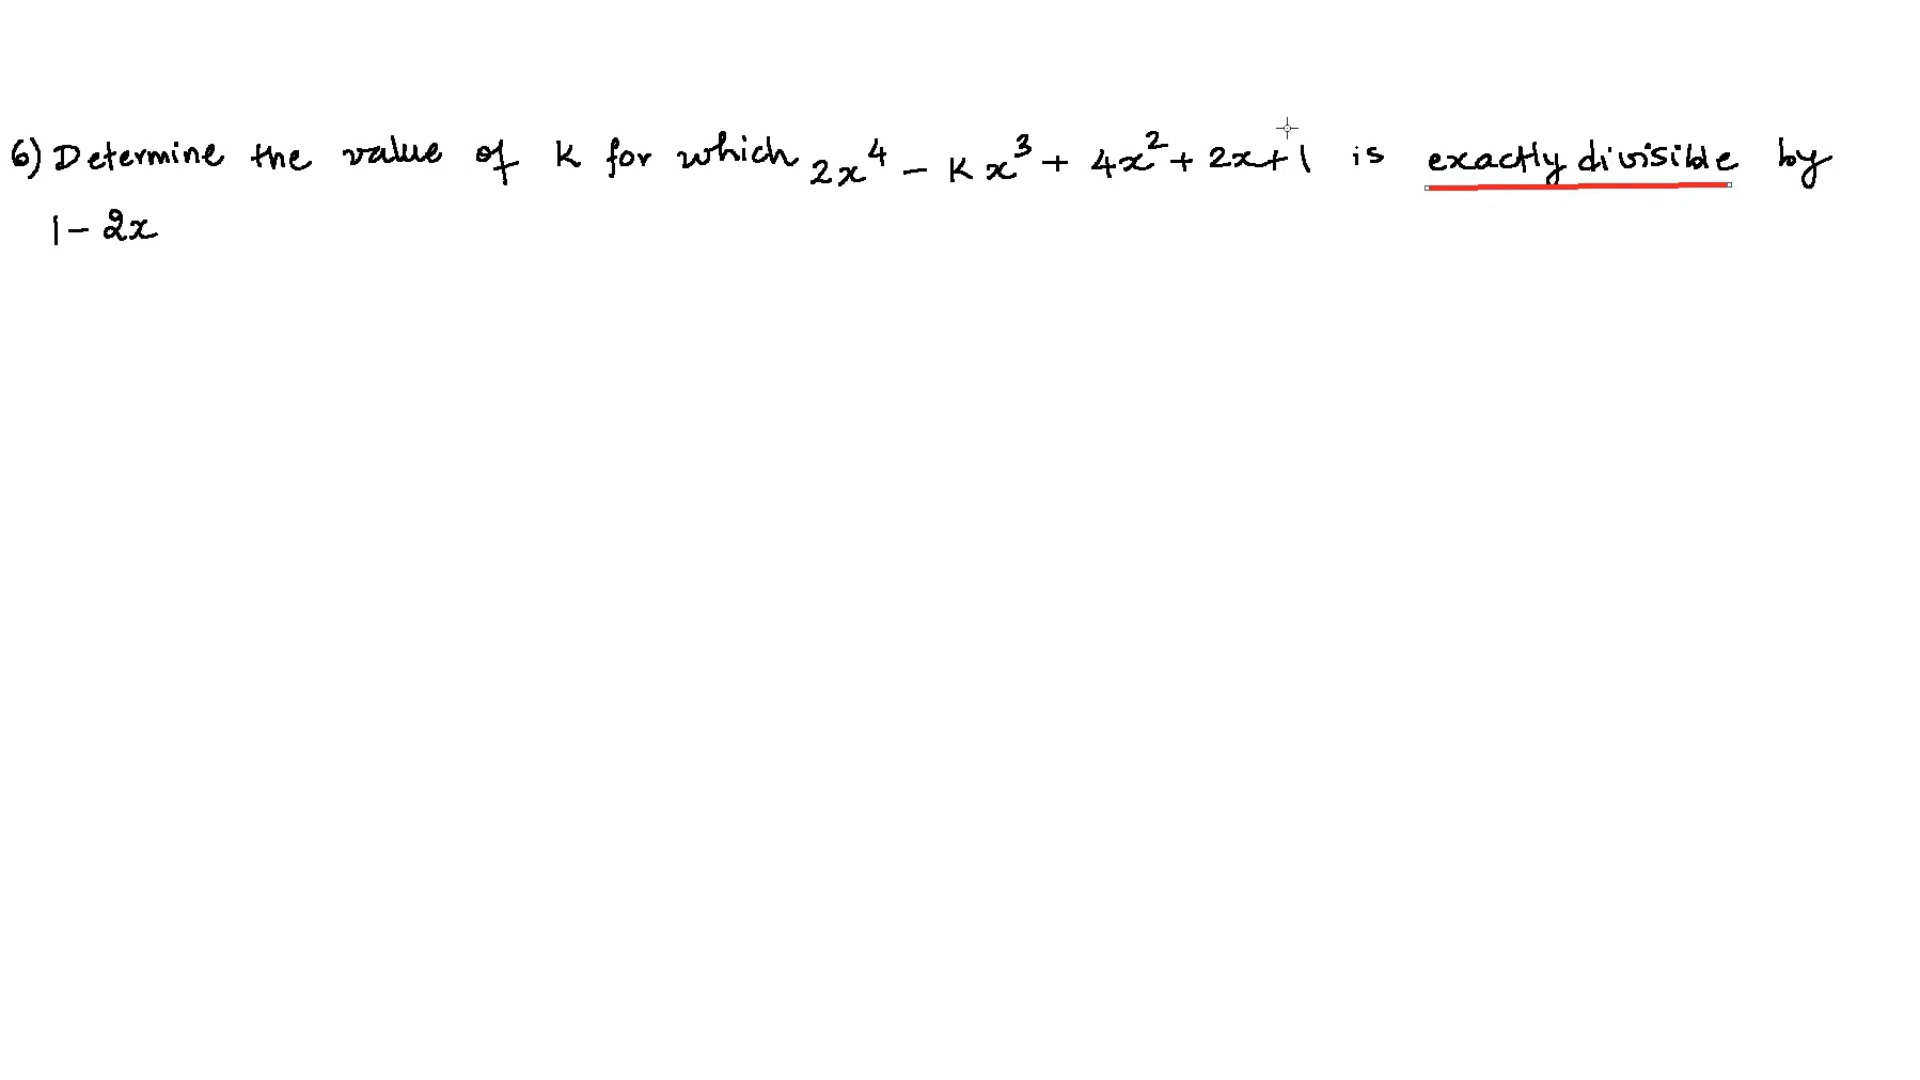 6) Determine the value of K for which 2x⁴ - Kx³ + 4x² + 2x + 1 is exactly divisible by
1 - 2x